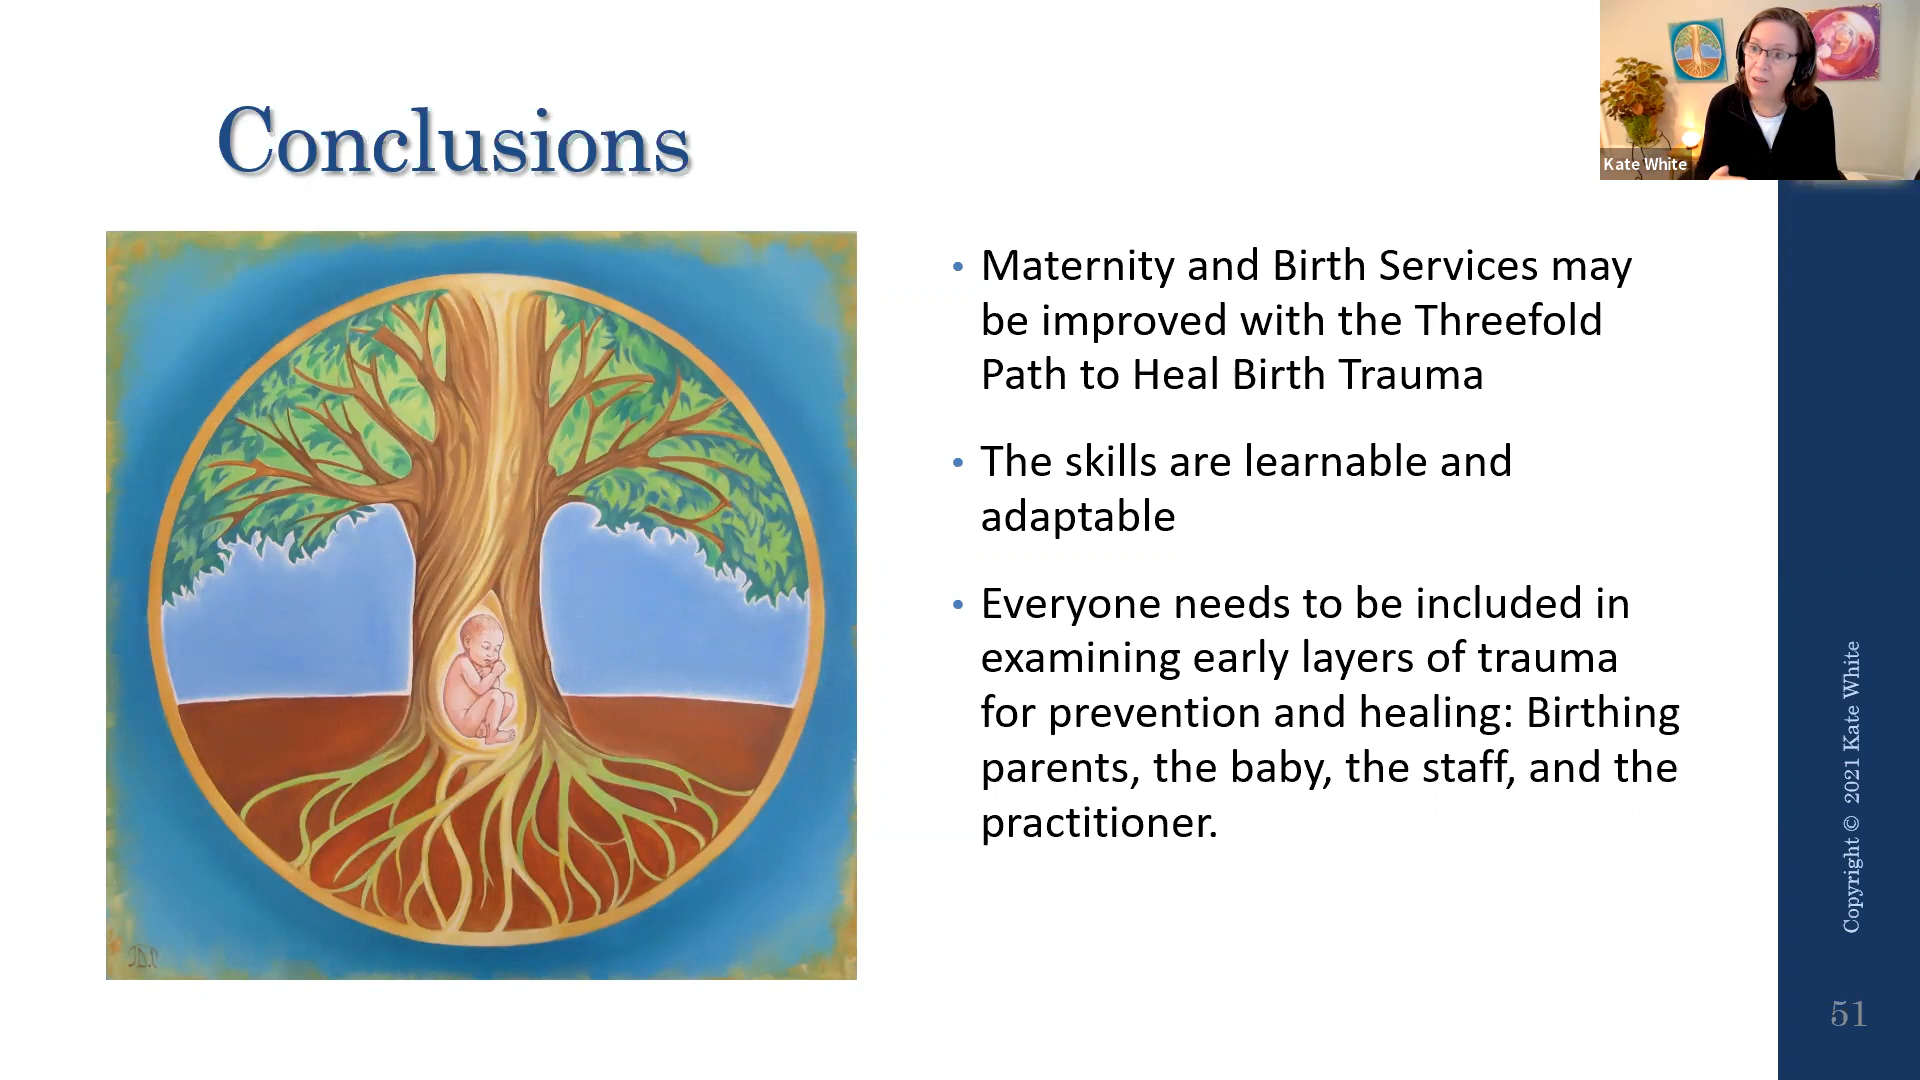 Conclusions
Kate White
• Maternity and Birth Services may
be improved with the Threefold
Path to Heal Birth Trauma
• The skills are learnable and
adaptable
• Everyone needs to be included in
examining early layers of trauma
for prevention and healing: Birthing
parents, the baby, the staff, and the
practitioner.
Copyright © 2021 Kate White
51